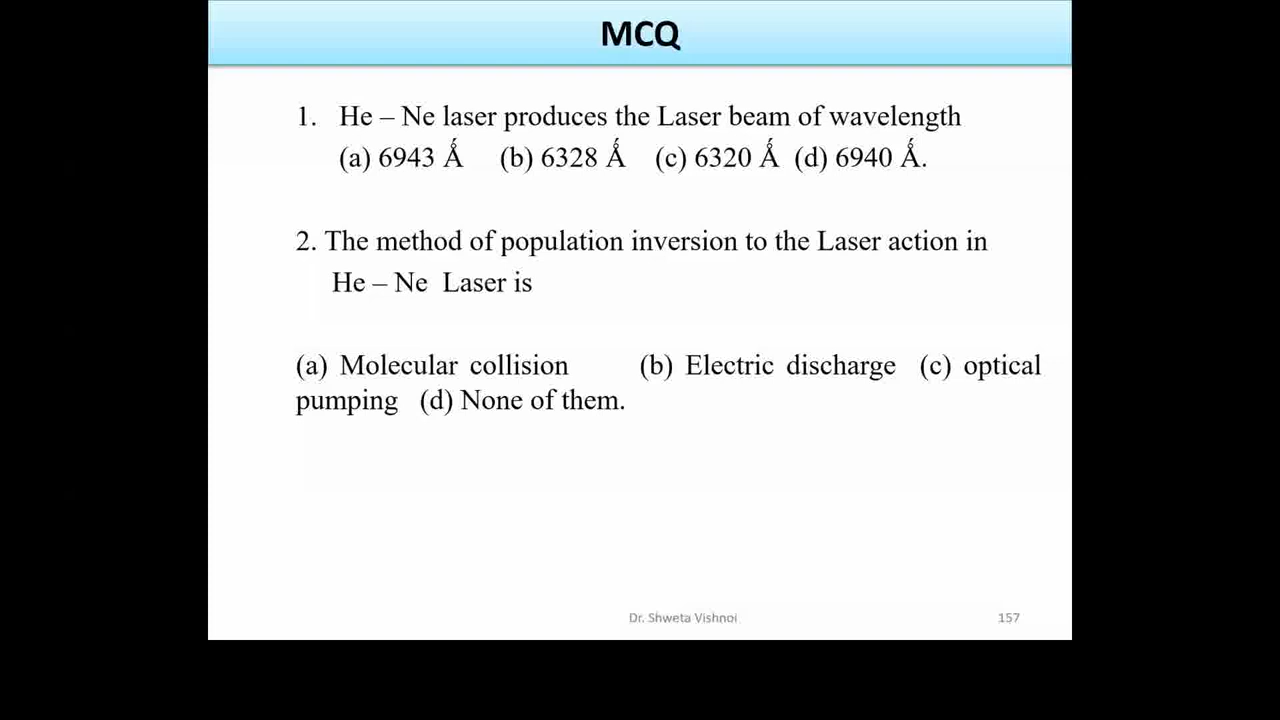 MCQ
1. He – Ne laser produces the Laser beam of wavelength
(a) 6943 Ǻ (b) 6328 Ǻ (c) 6320 Ǻ (d) 6940 Ǻ.
2. The method of population inversion to the Laser action in
He – Ne Laser is
(a) Molecular collision (b) Electric discharge (c) optical
pumping (d) None of them.
Dr. Shweta Vishnoi 157